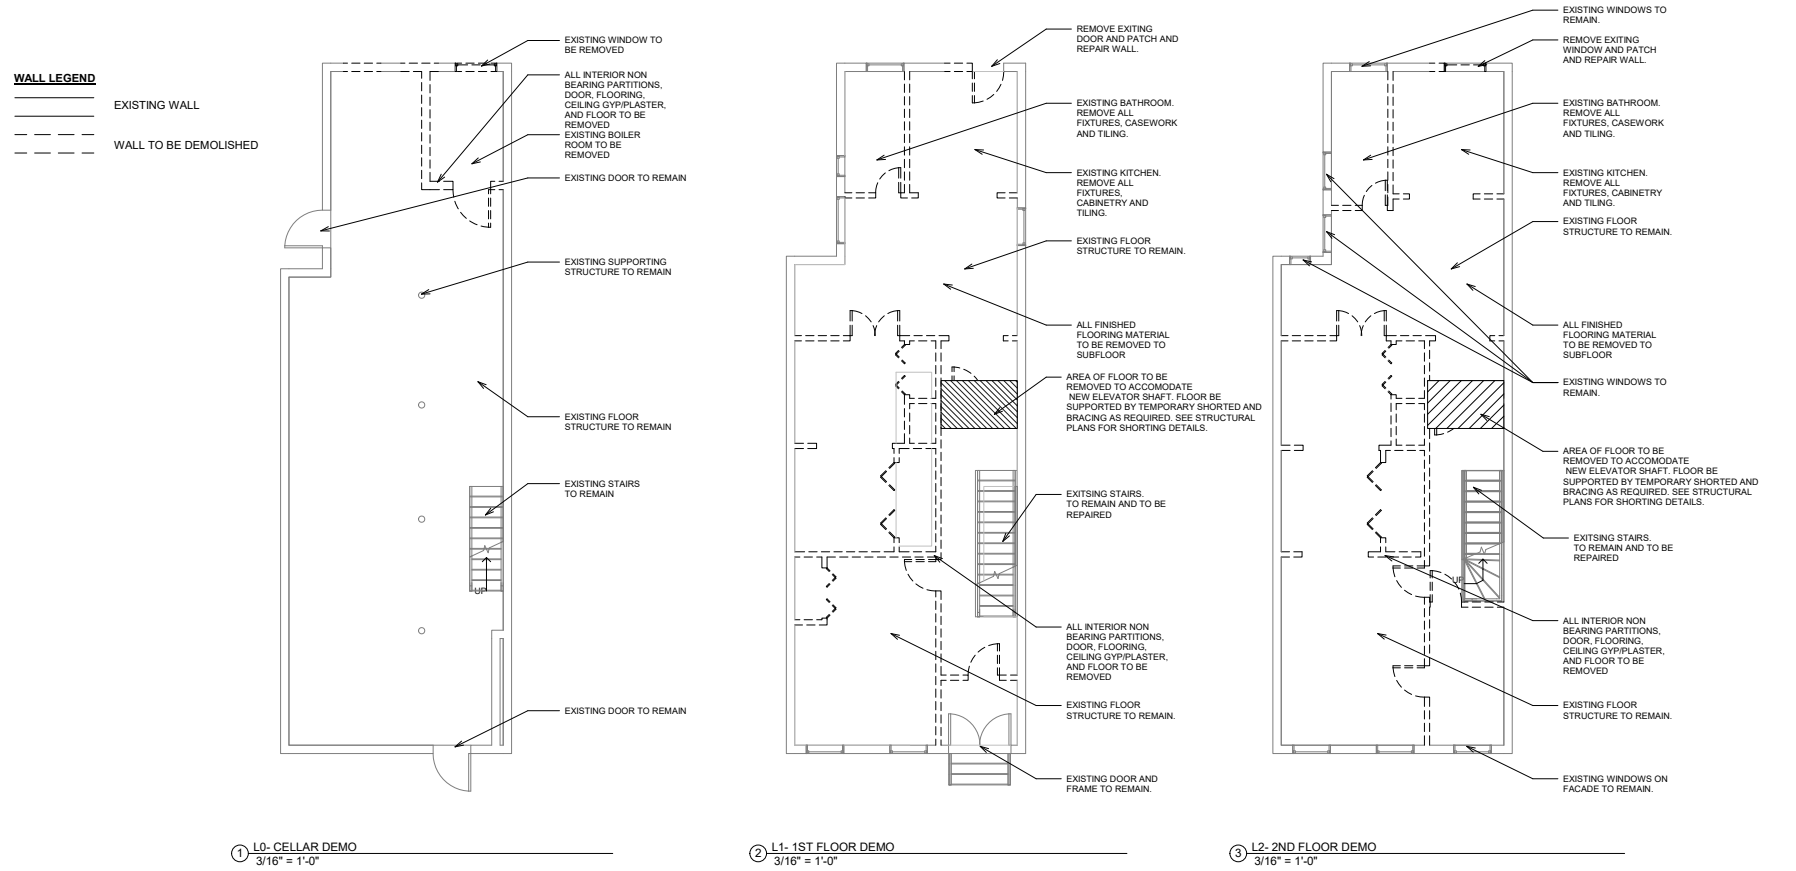 WALL LEGEND
EXISTING WALL
WALL TO BE DEMOLISHED
EXISTING WINDOW TO
BE REMOVED
ALL INTERIOR NON
BEARING PARTITIONS,
DOOR, FLOORING,
CEILING GYP/PLASTER,
AND FLOOR TO BE
REMOVED
EXISTING BOILER
ROOM TO BE
REMOVED
EXISTING DOOR TO REMAIN
EXISTING SUPPORTING
STRUCTURE TO REMAIN
EXISTING FLOOR
STRUCTURE TO REMAIN
EXISTING STAIRS
TO REMAIN
UP
EXISTING DOOR TO REMAIN
1
L0- CELLAR DEMO
3/16" = 1'-0"
REMOVE EXITING
DOOR AND PATCH AND
REPAIR WALL.
EXISTING BATHROOM.
REMOVE ALL
FIXTURES, CASEWORK
AND TILING.
EXISTING KITCHEN.
REMOVE ALL
FIXTURES,
CABINETRY AND
TILING.
EXISTING FLOOR
STRUCTURE TO REMAIN.
ALL FINISHED
FLOORING MATERIAL
TO BE REMOVED TO
SUBFLOOR
AREA OF FLOOR TO BE
REMOVED TO ACCOMODATE
NEW ELEVATOR SHAFT. FLOOR BE
SUPPORTED BY TEMPORARY SHORTED AND
BRACING AS REQUIRED. SEE STRUCTURAL
PLANS FOR SHORTING DETAILS.
EXITSING STAIRS.
TO REMAIN AND TO BE
REPAIRED
ALL INTERIOR NON
BEARING PARTITIONS,
DOOR, FLOORING,
CEILING GYP/PLASTER,
AND FLOOR TO BE
REMOVED
EXISTING FLOOR
STRUCTURE TO REMAIN.
EXISTING DOOR AND
FRAME TO REMAIN.
2
L1- 1ST FLOOR DEMO
3/16" = 1'-0"
EXISTING WINDOWS TO
REMAIN.
REMOVE EXITING
WINDOW AND PATCH
AND REPAIR WALL.
EXISTING BATHROOM.
REMOVE ALL
FIXTURES, CASEWORK
AND TILING.
EXISTING KITCHEN.
REMOVE ALL
FIXTURES, CABINETRY
AND TILING.
EXISTING FLOOR
STRUCTURE TO REMAIN.
ALL FINISHED
FLOORING MATERIAL
TO BE REMOVED TO
SUBFLOOR
EXISTING WINDOWS TO
REMAIN.
AREA OF FLOOR TO BE
REMOVED TO ACCOMODATE
NEW ELEVATOR SHAFT. FLOOR BE
SUPPORTED BY TEMPORARY SHORTED AND
BRACING AS REQUIRED. SEE STRUCTURAL
PLANS FOR SHORTING DETAILS.
EXITSING STAIRS.
TO REMAIN AND TO BE
REPAIRED
UP
ALL INTERIOR NON
BEARING PARTITIONS,
DOOR, FLOORING,
CEILING GYP/PLASTER,
AND FLOOR TO BE
REMOVED
EXISTING FLOOR
STRUCTURE TO REMAIN.
EXISTING WINDOWS ON
FACADE TO REMAIN.
3
L2- 2ND FLOOR DEMO
3/16" = 1'-0"